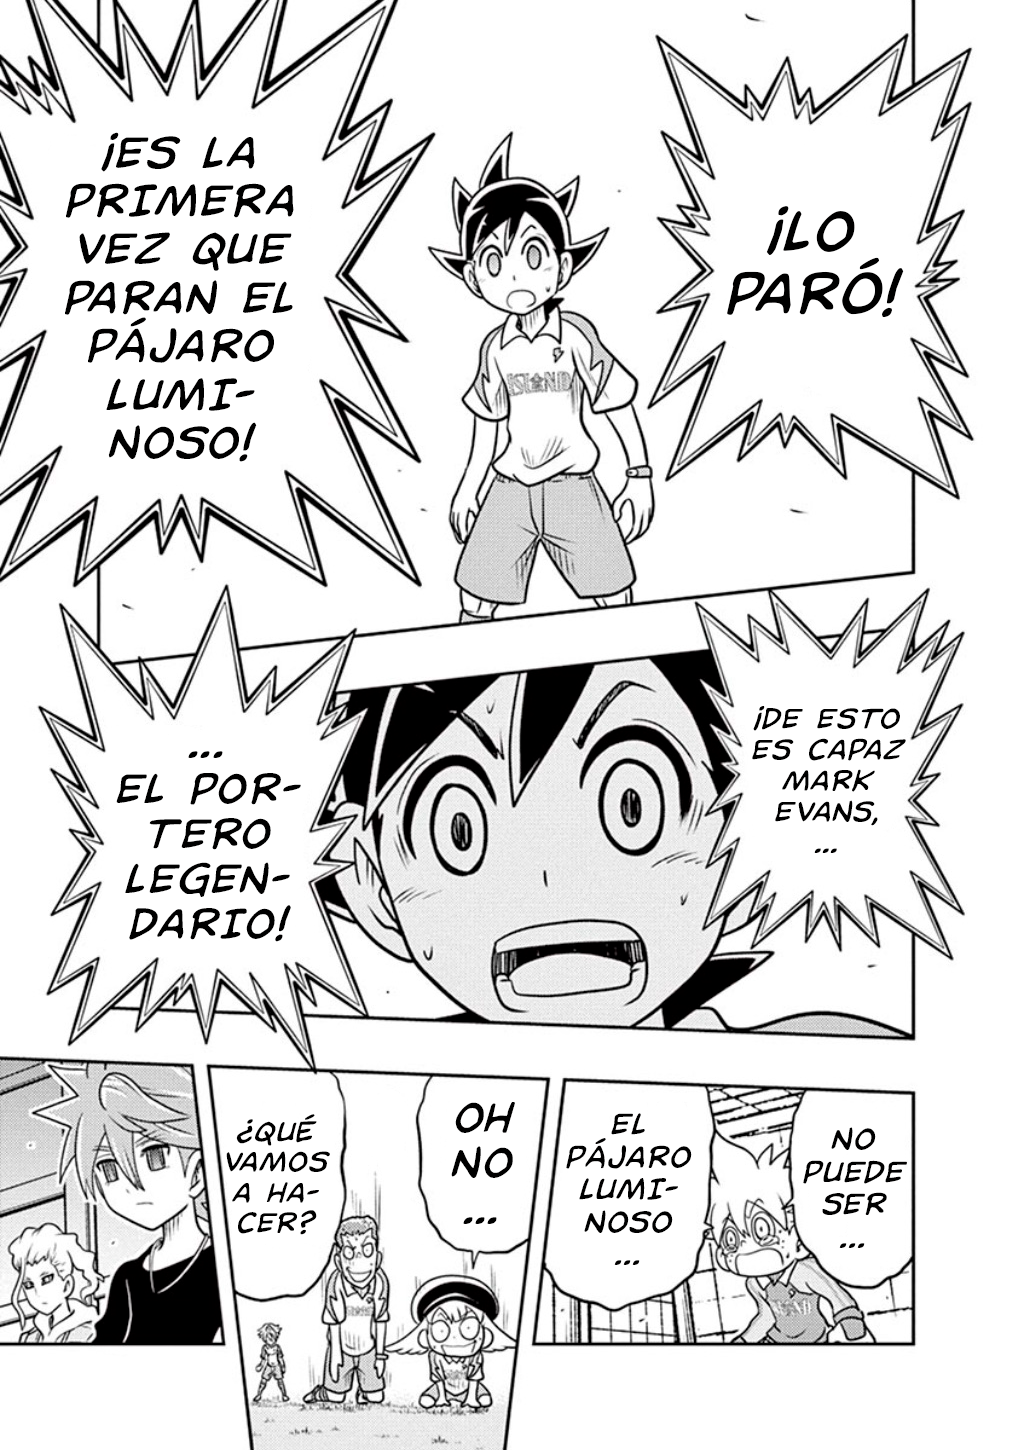 ¡LO
PARÓ!
¡ES LA
PRIMERA
VEZ QUE
PARAN EL
PÁJARO
LUMI-
NOSO!
ISLAND
¡DE ESTO
ES CAPAZ
MARK
EVANS,
...
...
EL POR-
TERO
LEGEN-
DARIO!
NO
PUEDE
SER
...
EL
PÁJARO
LUMI-
NOSO
...
OH
NO
...
¿QUÉ
VAMOS
A HA-
CER?